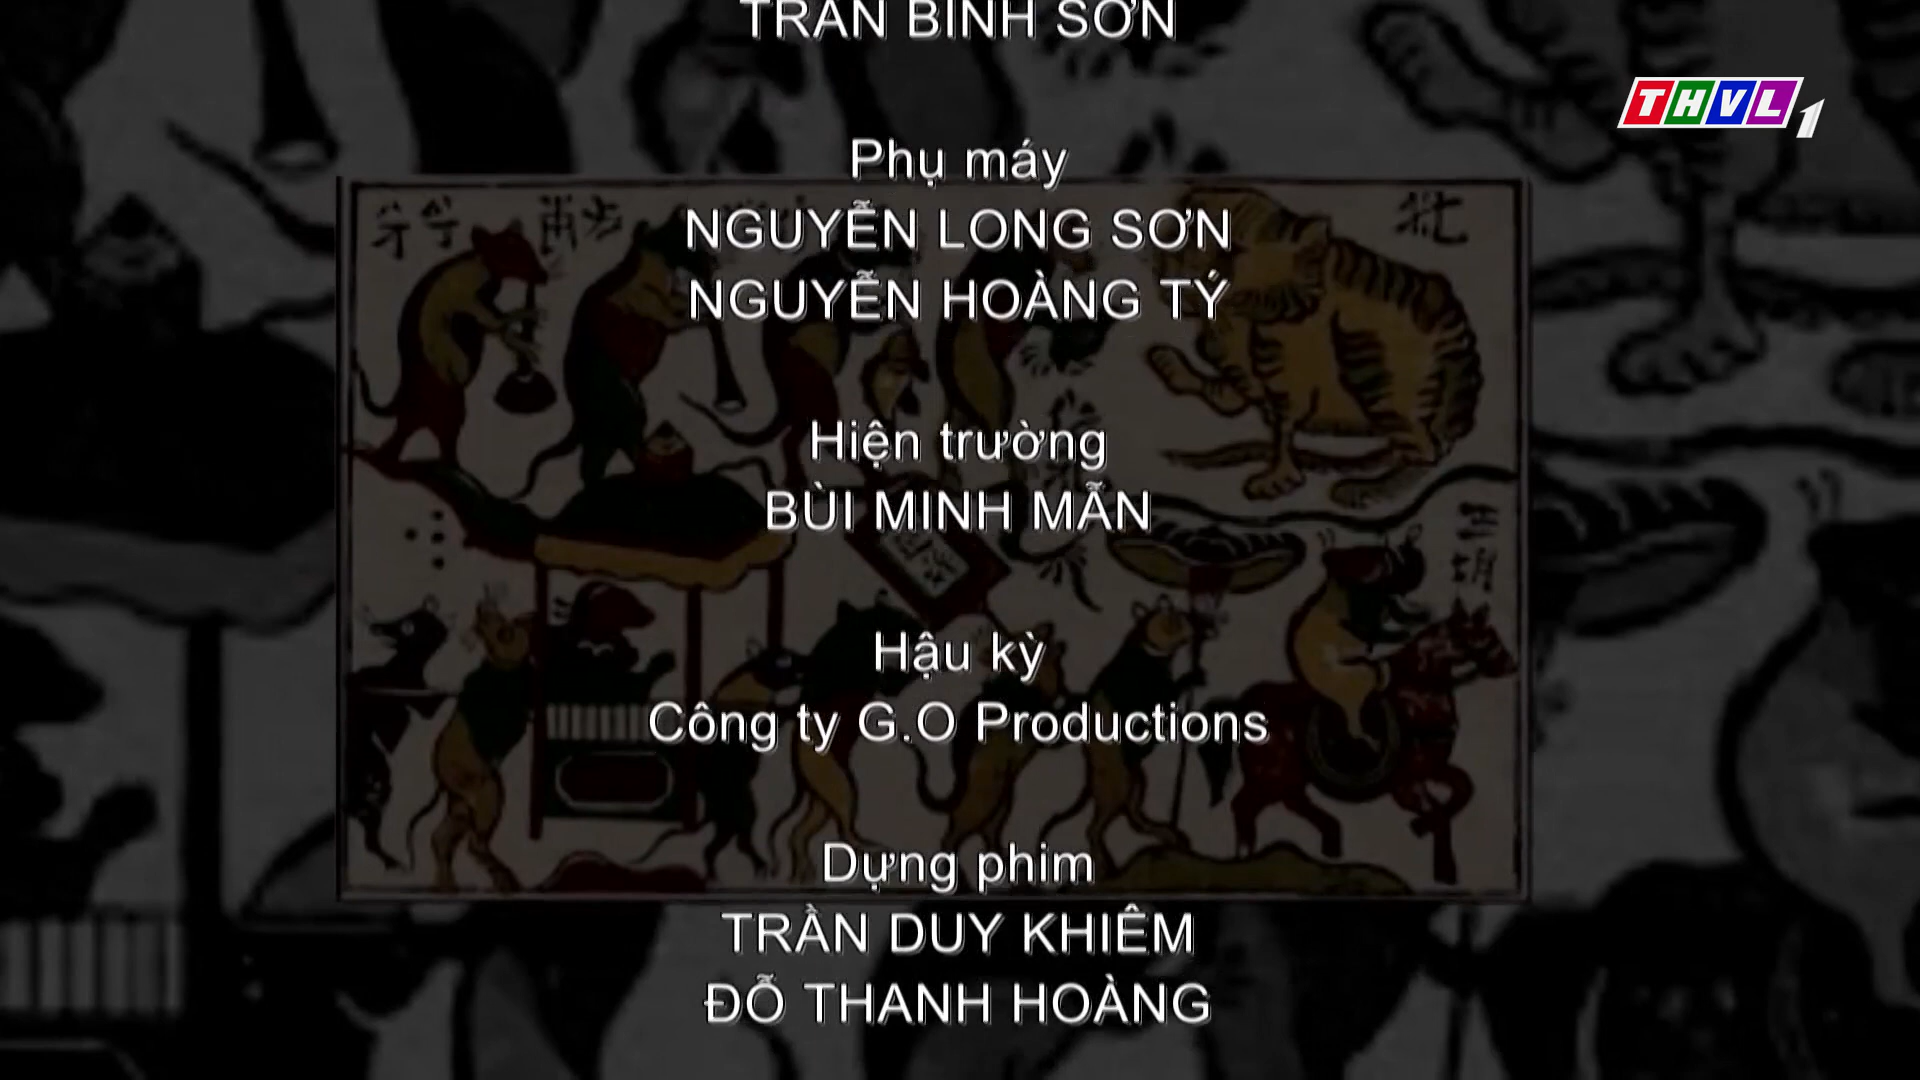 TRẦN BÌNH SƠN
THVL1
Phụ máy
NGUYỄN LONG SƠN
NGUYỄN HOÀNG TÝ
Hiện trường
BÙI MINH MẪN
Hậu kỳ
Công ty G.O Productions
Dựng phim
TRẦN DUY KHIÊM
ĐỖ THANH HOÀNG